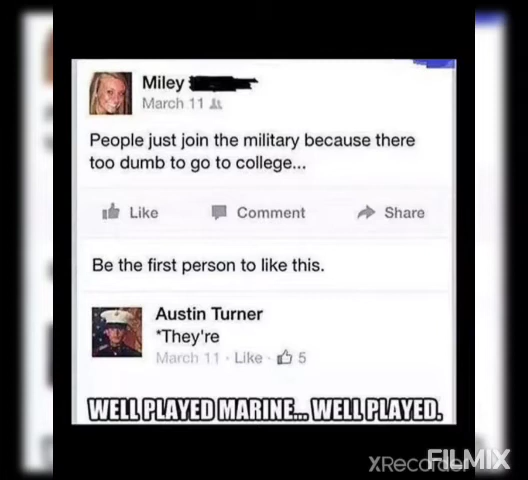 Miley
March 11
People just join the military because there
too dumb to go to college...
Like Comment Share
Be the first person to like this.
Austin Turner
*They're
March 11 · Like · 5
WELL PLAYED MARINE... WELL PLAYED.
XRecorder
FILMIX